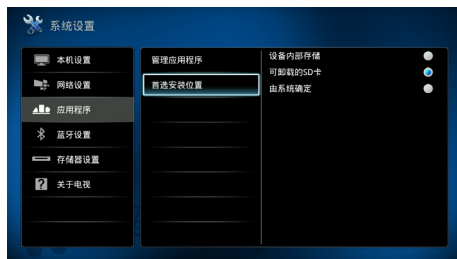 系统设置
本机设置
网络设置
应用程序
蓝牙设置
存储器设置
关于电视
管理应用程序
首选安装位置
设备内部存储
可卸载的SD卡
由系统确定